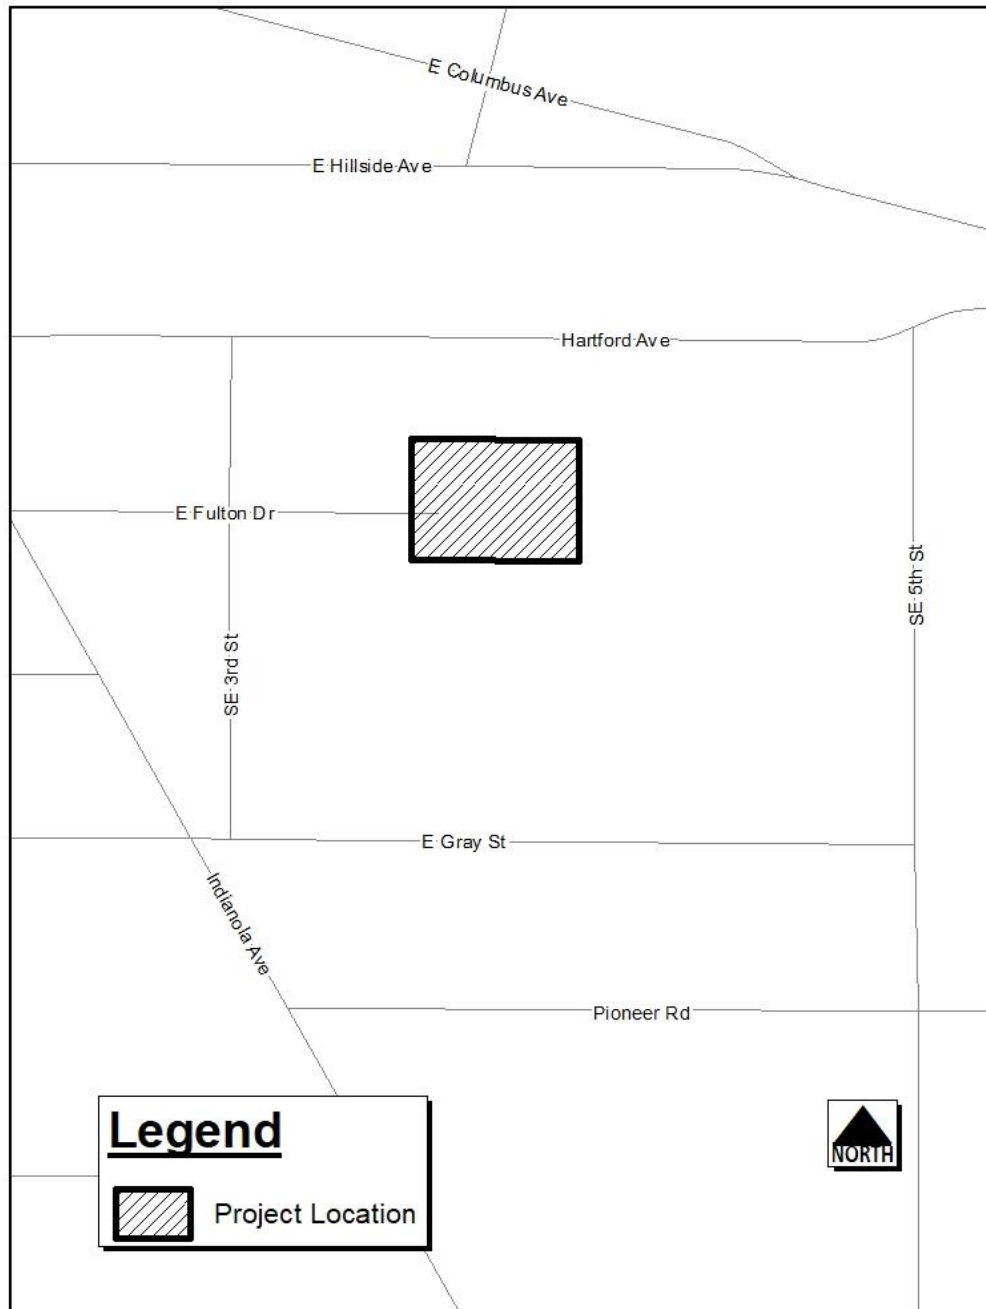 E Columbus Ave
E Hillside Ave
Hartford Ave
E Fulton Dr
SE 5th St
SE 3rd St
E Gray St
Indianola Ave
Pioneer Rd
Legend
Project Location
NORTH